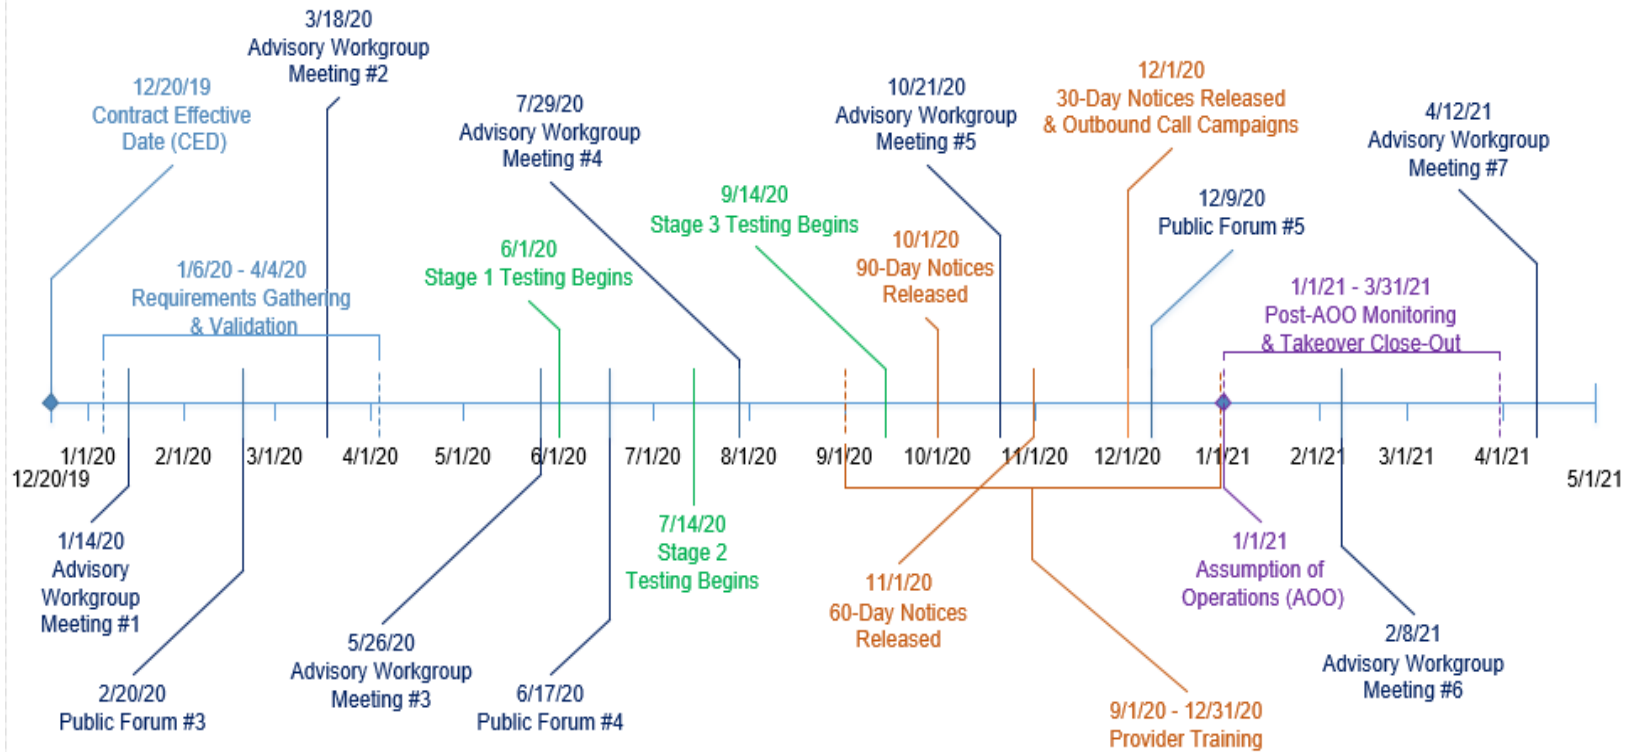 3/18/20
Advisory Workgroup
Meeting #2
12/20/19
Contract Effective
Date (CED)
7/29/20
Advisory Workgroup
Meeting #4
10/21/20
Advisory Workgroup
Meeting #5
12/1/20
30-Day Notices Released
& Outbound Call Campaigns
4/12/21
Advisory Workgroup
Meeting #7
9/14/20
Stage 3 Testing Begins
12/9/20
Public Forum #5
6/1/20
Stage 1 Testing Begins
10/1/20
90-Day Notices
Released
1/6/20 - 4/4/20
Requirements Gathering
& Validation
1/1/21 - 3/31/21
Post-AOO Monitoring
& Takeover Close-Out
12/20/19
1/1/20
2/1/20
3/1/20
4/1/20
5/1/20
6/1/20
7/1/20
8/1/20
9/1/20
10/1/20
11/1/20
12/1/20
1/1/21
2/1/21
3/1/21
4/1/21
5/1/21
1/14/20
Advisory
Workgroup
Meeting #1
2/20/20
Public Forum #3
5/26/20
Advisory Workgroup
Meeting #3
6/17/20
Public Forum #4
7/14/20
Stage 2
Testing Begins
11/1/20
60-Day Notices
Released
9/1/20 - 12/31/20
Provider Training
1/1/21
Assumption of
Operations (AOO)
2/8/21
Advisory Workgroup
Meeting #6